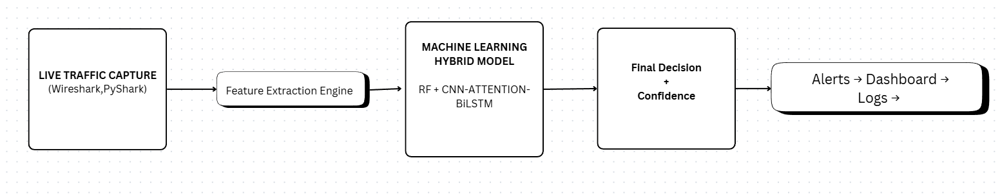 LIVE TRAFFIC CAPTURE
(Wireshark,PyShark)
Feature Extraction Engine
MACHINE LEARNING
HYBRID MODEL
RF + CNN-ATTENTION-
BiLSTM
Final Decision
+
Confidence
Alerts → Dashboard →
Logs →